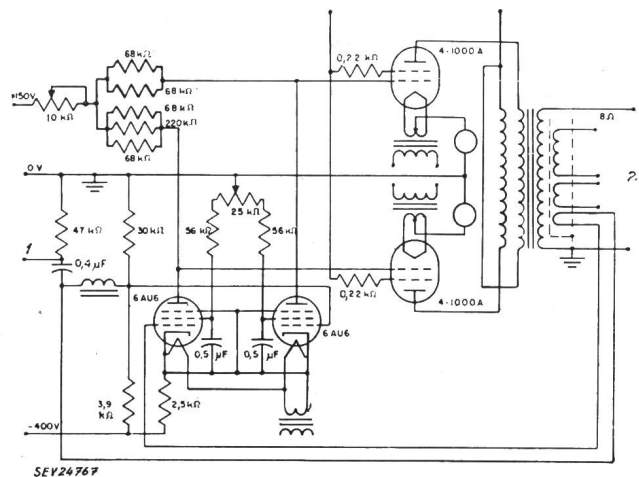 68 kΩ
68 kΩ
+150V
10 kΩ
68 kΩ
220 kΩ
68 kΩ
0,22 kΩ
4-1000A
8Ω
0 V
25 kΩ
47 kΩ
30 kΩ
56 kΩ
56 kΩ
1
2
0,4 µF
0,22 kΩ
4-1000A
6 AU6
6 AU6
0,5 µF
0,5 µF
3,9 kΩ
2,5 kΩ
-400V
SEV24767